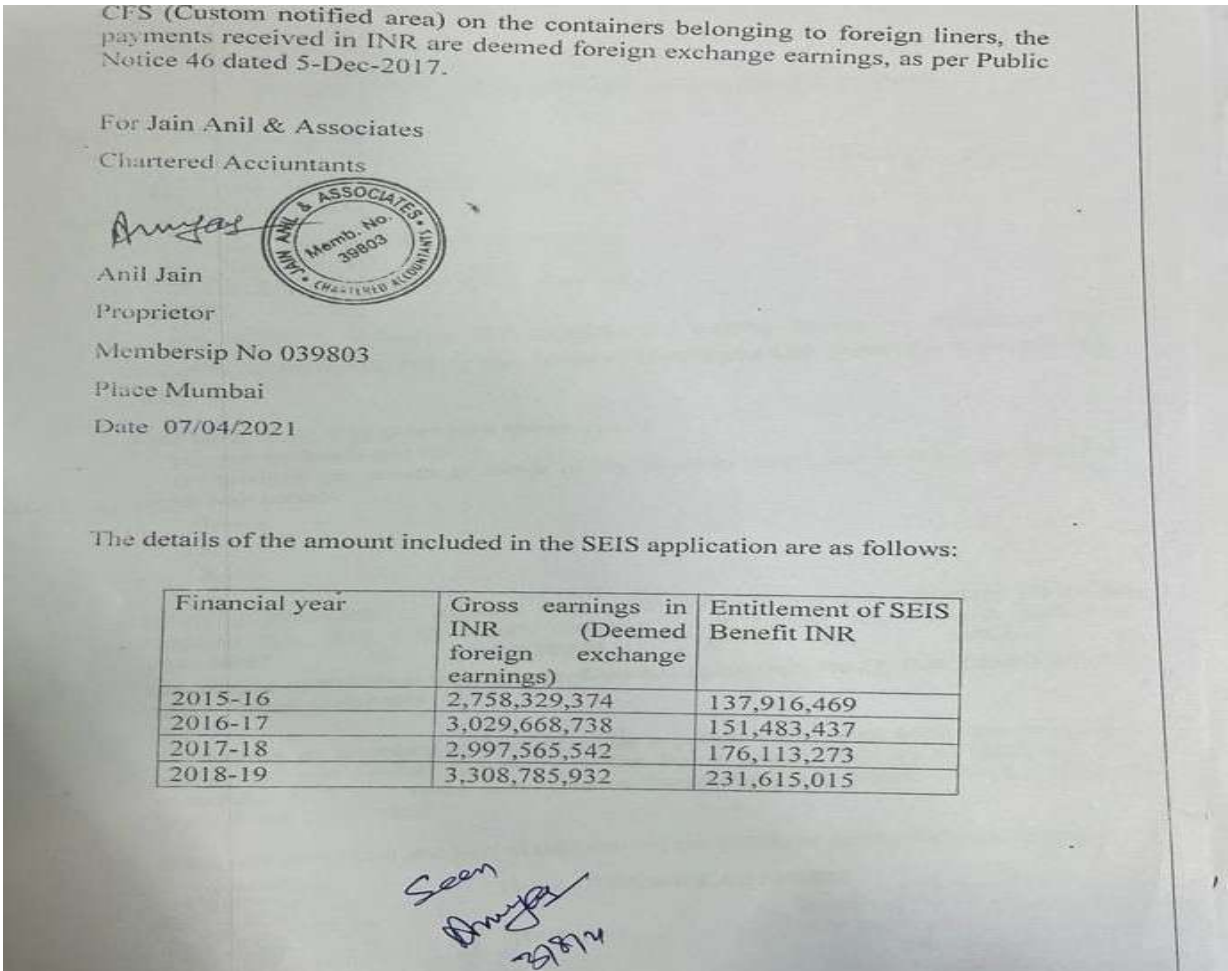 CFS (Custom notified area) on the containers belonging to foreign liners, the
payments received in INR are deemed foreign exchange earnings, as per Public
Notice 46 dated 5-Dec-2017.
For Jain Anil & Associates
Chartered Acciuntants
JAIN ANIL & ASSOCIATES
Memb. No.
39803
CHARTERED ACCOUNTANTS
Anil Jain
Proprietor
Membersip No 039803
Place Mumbai
Date 07/04/2021
The details of the amount included in the SEIS application are as follows:
Financial year Gross earnings in Entitlement of SEIS
INR (Deemed Benefit INR
foreign exchange
earnings)
2015-16 2,758,329,374 137,916,469
2016-17 3,029,668,738 151,483,437
2017-18 2,997,565,542 176,113,273
2018-19 3,308,785,932 231,615,015
Seen